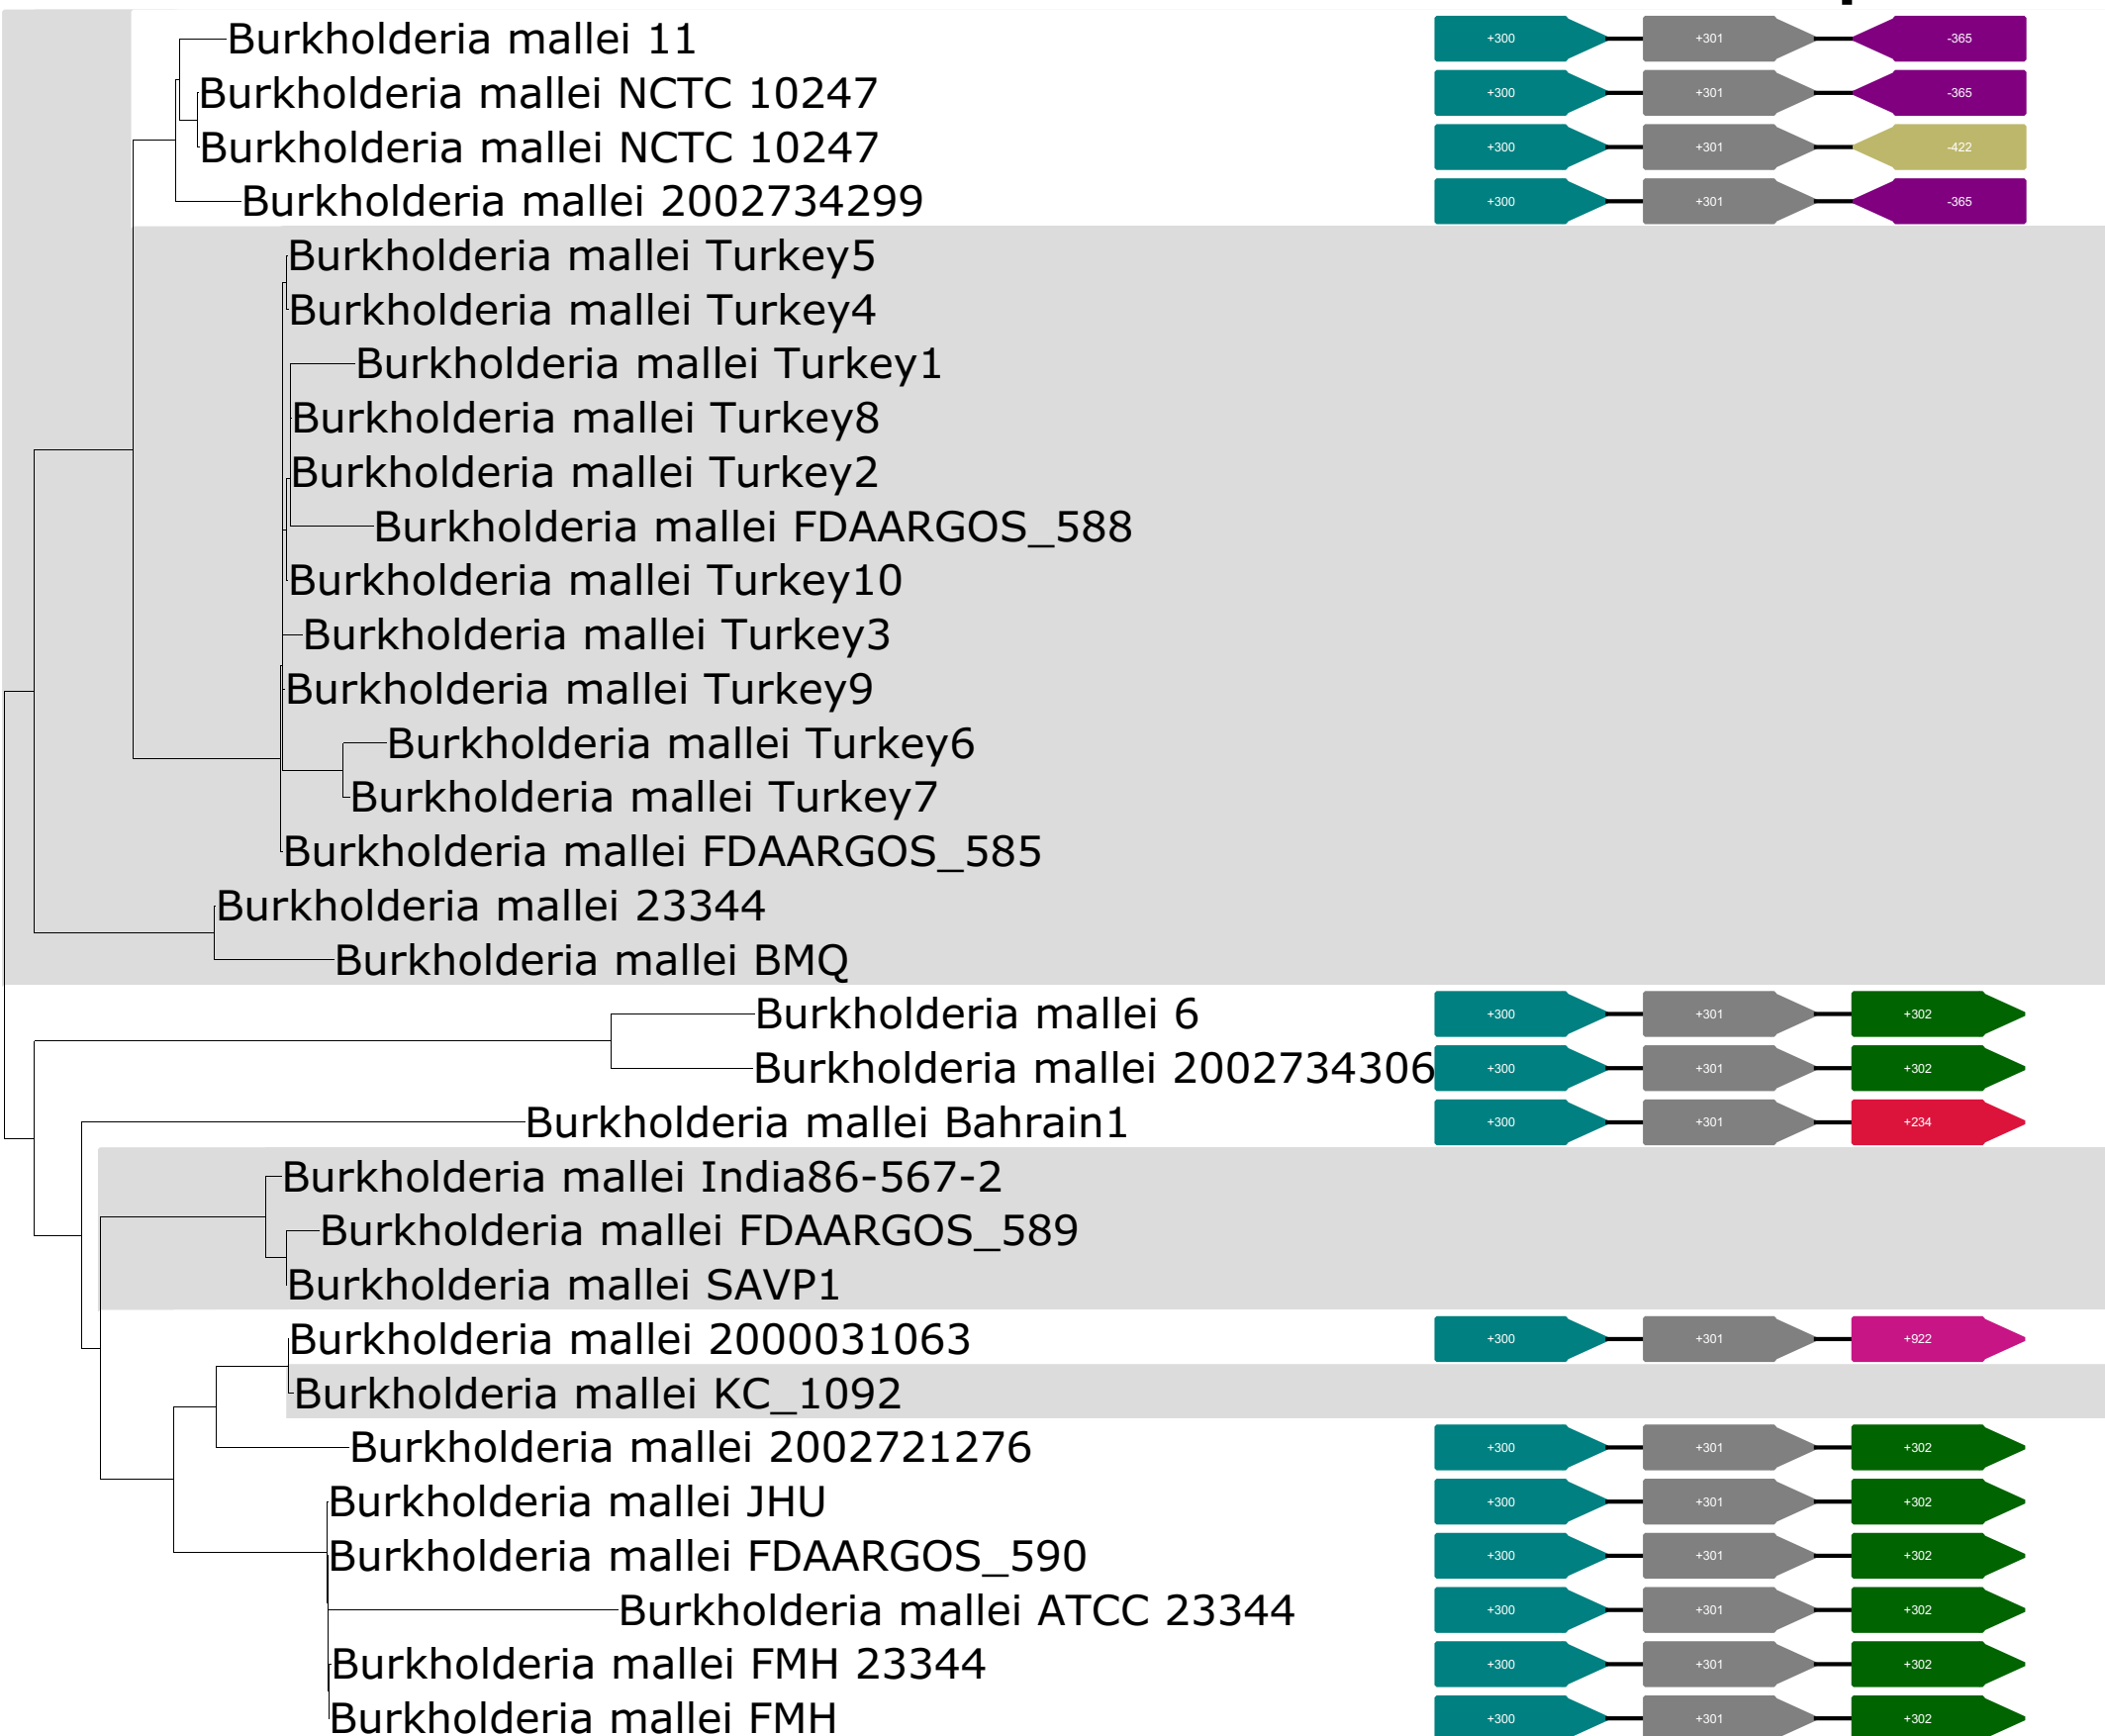 Burkholderia mallei 11 +300 +301 -365
Burkholderia mallei NCTC 10247 +300 +301 -365
Burkholderia mallei NCTC 10247 +300 +301 -422
Burkholderia mallei 2002734299 +300 +301 -365
Burkholderia mallei Turkey5
Burkholderia mallei Turkey4
Burkholderia mallei Turkey1
Burkholderia mallei Turkey8
Burkholderia mallei Turkey2
Burkholderia mallei FDAARGOS_588
Burkholderia mallei Turkey10
Burkholderia mallei Turkey3
Burkholderia mallei Turkey9
Burkholderia mallei Turkey6
Burkholderia mallei Turkey7
Burkholderia mallei FDAARGOS_585
Burkholderia mallei 23344
Burkholderia mallei BMQ
Burkholderia mallei 6 +300 +301 +302
Burkholderia mallei 2002734306 +300 +301 +302
Burkholderia mallei Bahrain1 +300 +301 +234
Burkholderia mallei India86-567-2
Burkholderia mallei FDAARGOS_589
Burkholderia mallei SAVP1
Burkholderia mallei 2000031063 +300 +301 +922
Burkholderia mallei KC_1092
Burkholderia mallei 2002721276 +300 +301 +302
Burkholderia mallei JHU +300 +301 +302
Burkholderia mallei FDAARGOS_590 +300 +301 +302
Burkholderia mallei ATCC 23344 +300 +301 +302
Burkholderia mallei FMH 23344 +300 +301 +302
Burkholderia mallei FMH +300 +301 +302